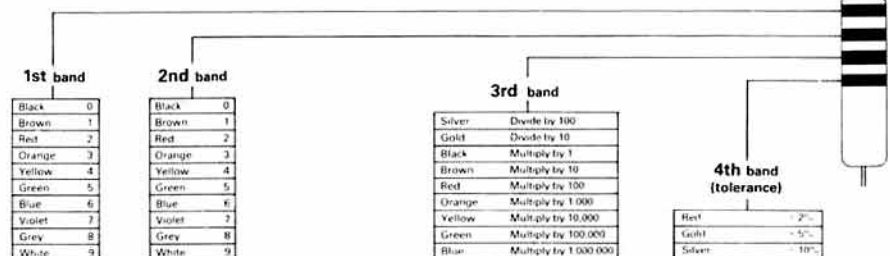 1st band
Black 0
Brown 1
Red 2
Orange 3
Yellow 4
Green 5
Blue 6
Violet 7
Grey 8
White 9
2nd band
Black 0
Brown 1
Red 2
Orange 3
Yellow 4
Green 5
Blue 6
Violet 7
Grey 8
White 9
3rd band
Silver Divide by 100
Gold Divide by 10
Black Multiply by 1
Brown Multiply by 10
Red Multiply by 100
Orange Multiply by 1 000
Yellow Multiply by 10,000
Green Multiply by 100 000
Blue Multiply by 1 000 000
4th band
(tolerance)
Red 2%
Gold 5%
Silver 10%